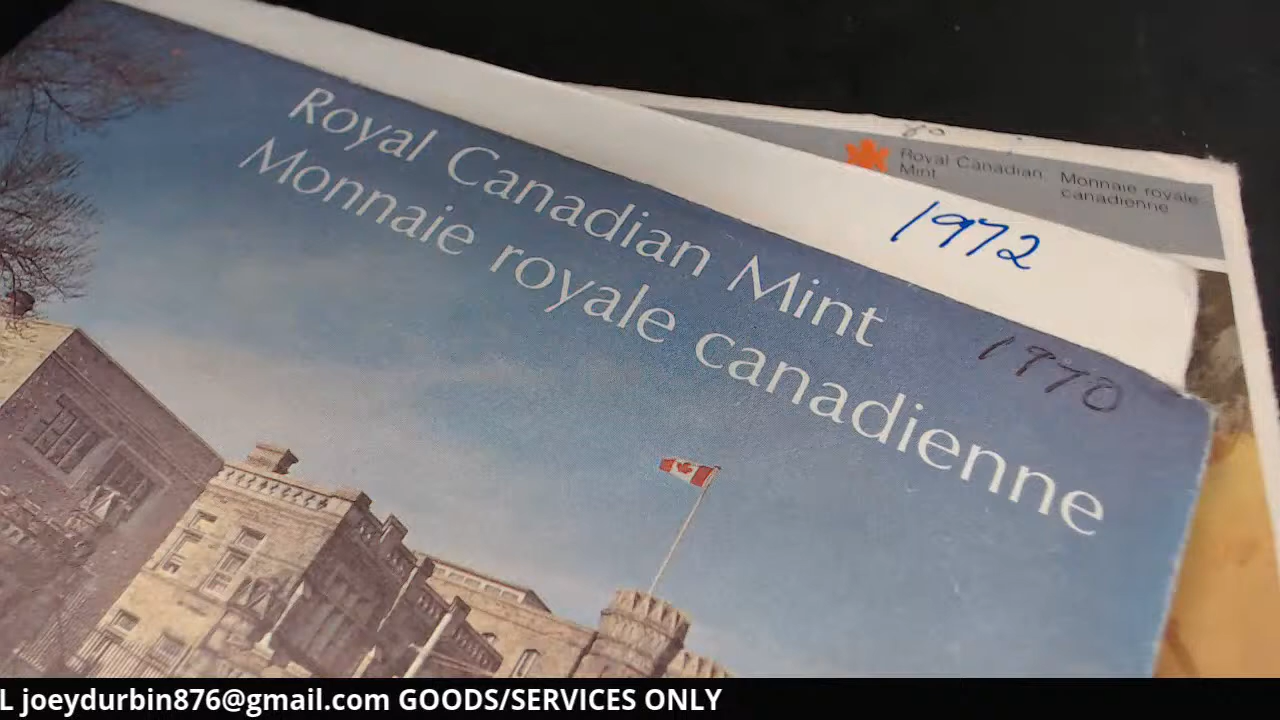 Royal Canadian Mint
Monnaie royale canadienne
Royal Canadian
Mint
Monnaie royale
canadienne
1972
1970
L joeydurbin876@gmail.com GOODS/SERVICES ONLY